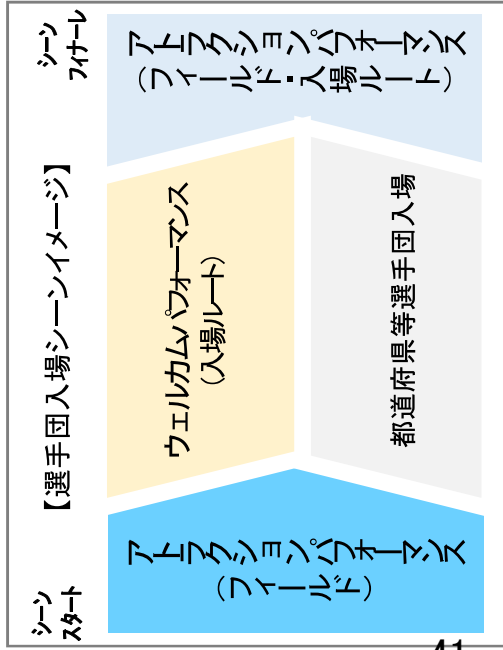 【選手団入場シーンイメージ】
シーン
スタート
シーン
フィナーレ
アトラクションパフォーマンス
(フィールド)
ウェルカムパフォーマンス
(入場ルート)
都道府県等選手団入場
アトラクションパフォーマンス
(フィールド・入場ルート)